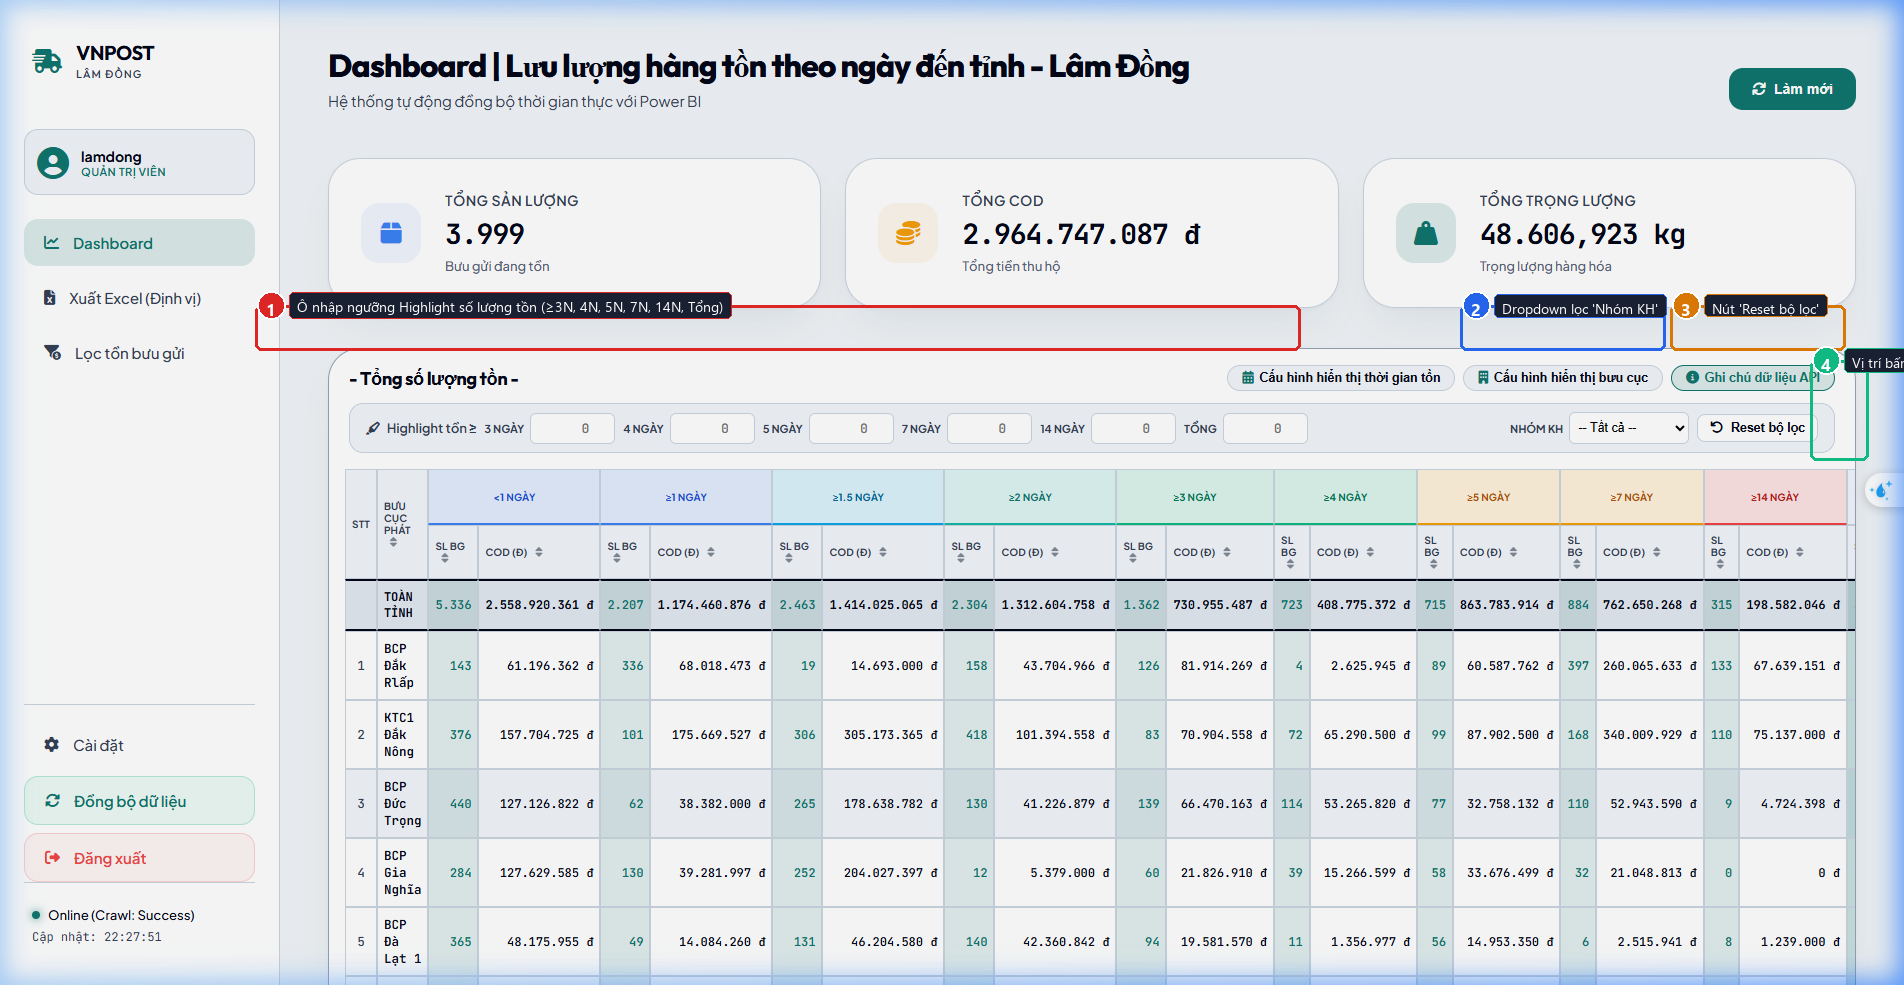 VNPOST
LÂM ĐỒNG
lamdong
QUẢN TRỊ VIÊN
Dashboard
Xuất Excel (Định vị)
Lọc tồn bưu gửi
Cài đặt
Đồng bộ dữ liệu
Đăng xuất
Online (Crawl: Success)
Cập nhật: 22:27:51
Dashboard | Lưu lượng hàng tồn theo ngày đến tỉnh - Lâm Đồng
Hệ thống tự động đồng bộ thời gian thực với Power BI
Làm mới
TỔNG SẢN LƯỢNG
3.999
Bưu gửi đang tồn
TỔNG COD
2.964.747.087 đ
Tổng tiền thu hộ
TỔNG TRỌNG LƯỢNG
48.606,923 kg
Trọng lượng hàng hóa
1 Ô nhập ngưỡng Highlight số lượng tồn (≥3N, 4N, 5N, 7N, 14N, Tổng)
2 Dropdown lọc 'Nhóm KH'
3 Nút 'Reset bộ lọc'
4 Vị trí bấ
- Tổng số lượng tồn -
Cấu hình hiển thị thời gian tồn
Cấu hình hiển thị bưu cục
Ghi chú dữ liệu API
Highlight tồn ≥ 3 NGÀY 0 4 NGÀY 0 5 NGÀY 0 7 NGÀY 0 14 NGÀY 0 TỔNG 0 NHÓM KH -- Tất cả -- Reset bộ lọc
STT BƯU CỤC PHÁT <1 NGÀY ≥1 NGÀY ≥1.5 NGÀY ≥2 NGÀY ≥3 NGÀY ≥4 NGÀY ≥5 NGÀY ≥7 NGÀY ≥14 NGÀY
SL BG COD (Đ) SL BG COD (Đ) SL BG COD (Đ) SL BG COD (Đ) SL BG COD (Đ) SL BG COD (Đ) SL BG COD (Đ) SL BG COD (Đ) SL BG COD (Đ)
TOÀN TỈNH 5.336 2.558.920.361 đ 2.207 1.174.460.876 đ 2.463 1.414.025.065 đ 2.304 1.312.604.758 đ 1.362 730.955.487 đ 723 408.775.372 đ 715 863.783.914 đ 884 762.650.268 đ 315 198.582.046 đ
1 BCP Đắk Rlấp 143 61.196.362 đ 336 68.018.473 đ 19 14.693.000 đ 158 43.704.966 đ 126 81.914.269 đ 4 2.625.945 đ 89 60.587.762 đ 397 260.065.633 đ 133 67.639.151 đ
2 KTC1 Đắk Nông 376 157.704.725 đ 101 175.669.527 đ 306 305.173.365 đ 418 101.394.558 đ 83 70.904.558 đ 72 65.290.500 đ 99 87.902.500 đ 168 340.009.929 đ 110 75.137.000 đ
3 BCP Đức Trọng 440 127.126.822 đ 62 38.382.000 đ 265 178.638.782 đ 130 41.226.879 đ 139 66.470.163 đ 114 53.265.820 đ 77 32.758.132 đ 110 52.943.590 đ 9 4.724.398 đ
4 BCP Gia Nghĩa 284 127.629.585 đ 130 39.281.997 đ 252 204.027.397 đ 12 5.379.000 đ 60 21.826.910 đ 39 15.266.599 đ 58 33.676.499 đ 32 21.048.813 đ 0 0 đ
5 BCP Đà Lạt 1 365 48.175.955 đ 49 14.084.260 đ 131 46.204.580 đ 140 42.360.842 đ 94 19.581.570 đ 11 1.356.977 đ 56 14.953.350 đ 6 2.515.941 đ 8 1.239.000 đ